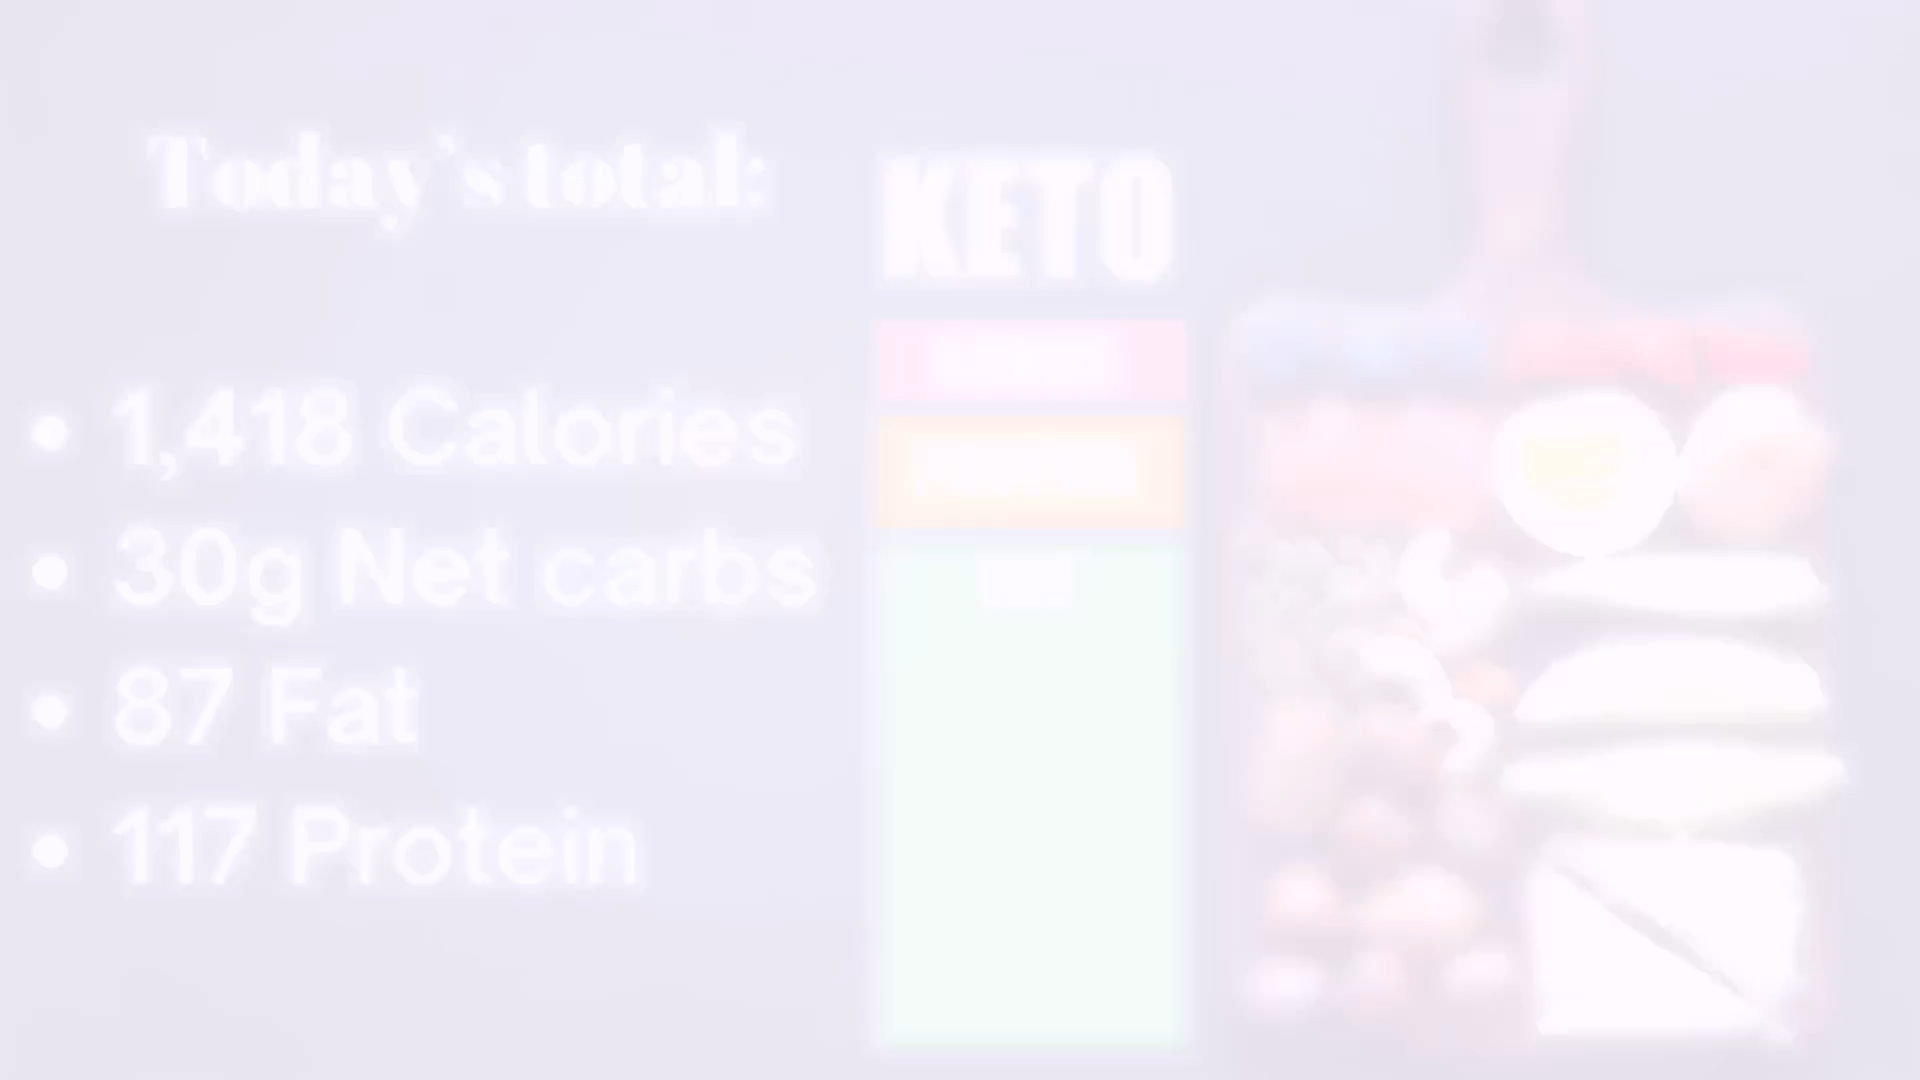 Today's total:
KETO
1,418 Calories
30g Net carbs
87 Fat
117 Protein